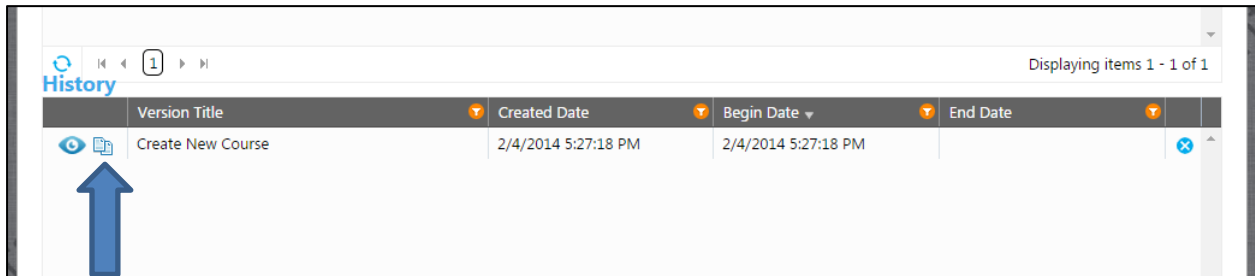 1 Displaying items 1 - 1 of 1
History
Version Title Created Date Begin Date End Date
Create New Course 2/4/2014 5:27:18 PM 2/4/2014 5:27:18 PM